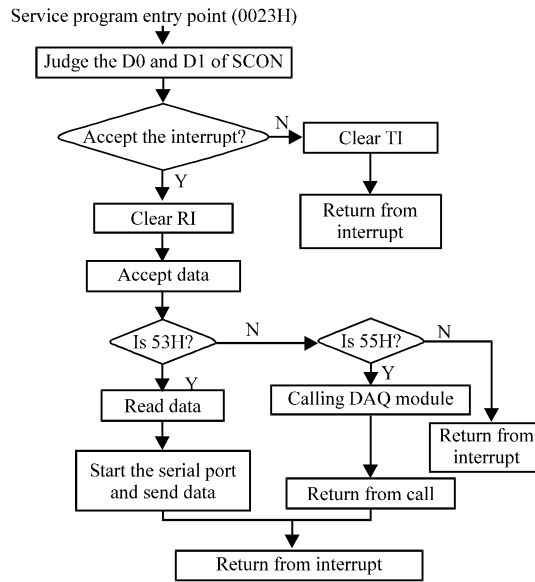 Service program entry point (0023H)
Judge the D0 and D1 of SCON
Accept the interrupt?
N
Clear TI
Y
Return from
interrupt
Clear RI
Accept data
Is 53H?
N
Is 55H?
N
Y
Y
Read data
Calling DAQ module
Return from
interrupt
Start the serial port
and send data
Return from call
Return from interrupt